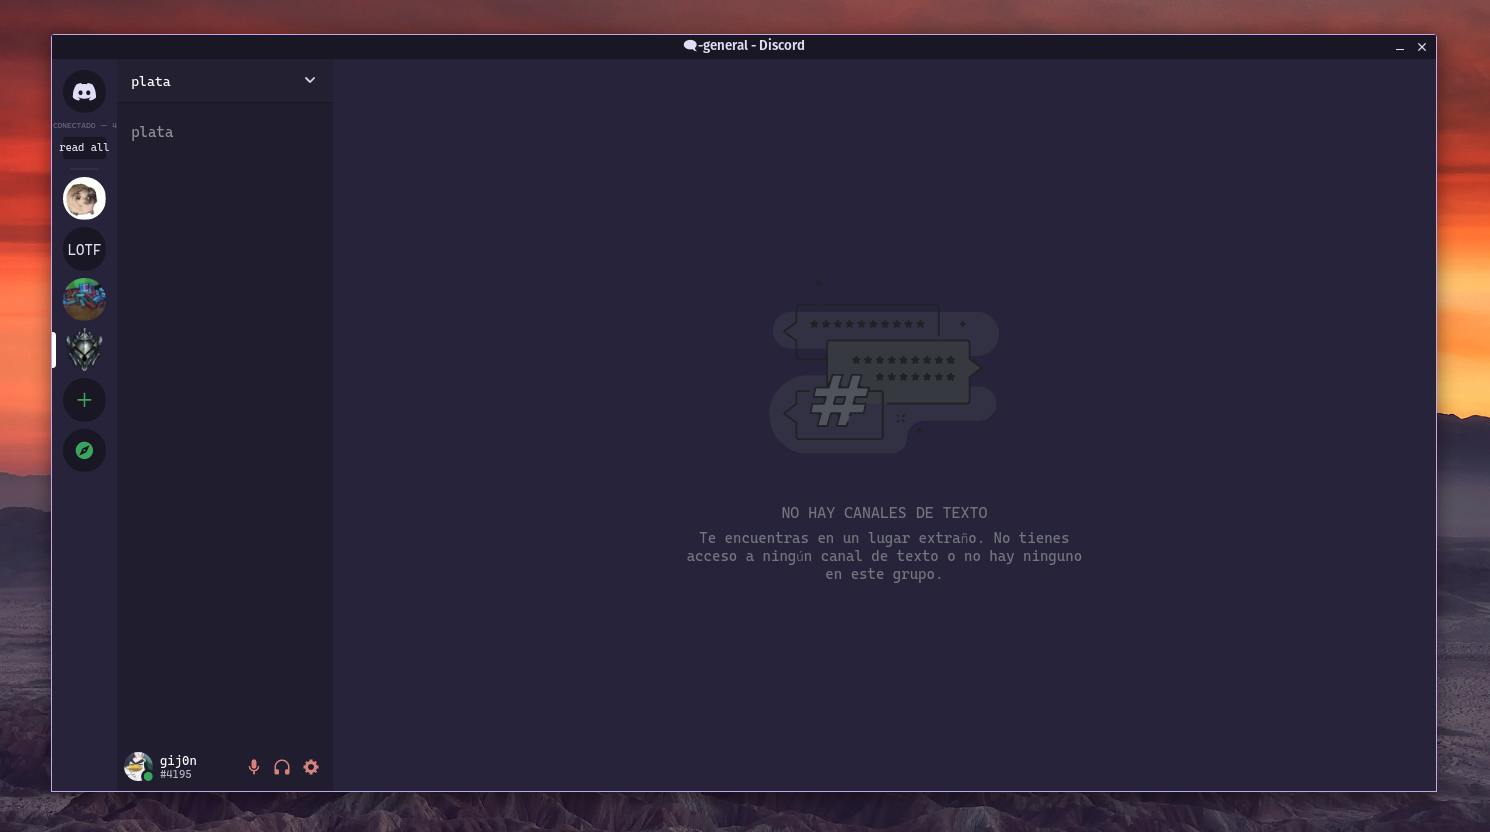 -general - Discord
plata
CONECTADO — 4
read all
plata
LOTF
NO HAY CANALES DE TEXTO
Te encuentras en un lugar extraño. No tienes
acceso a ningún canal de texto o no hay ninguno
en este grupo.
gij0n
#4195